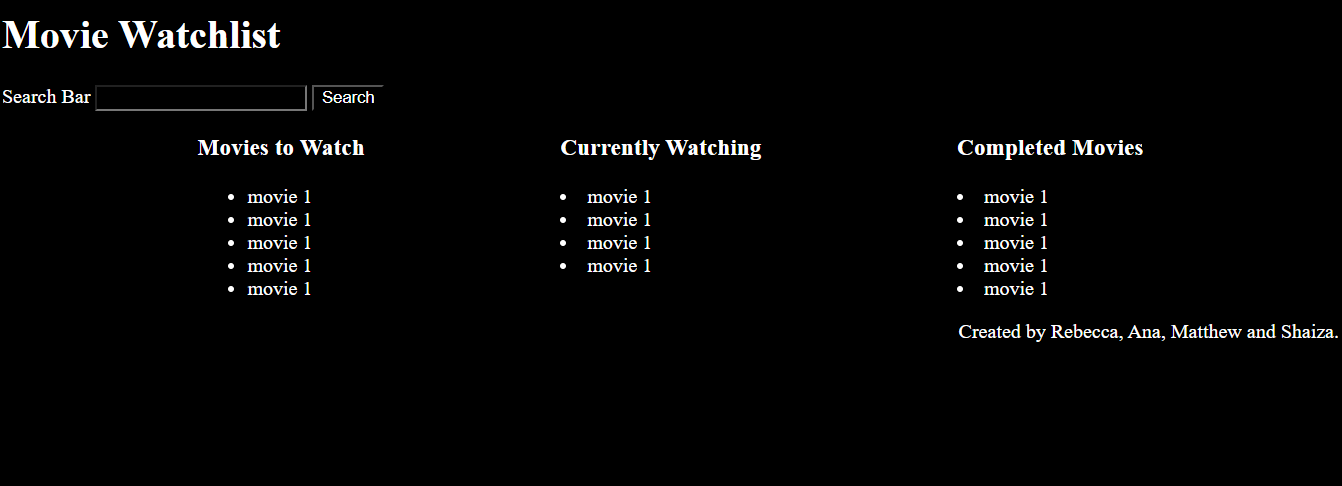 Movie Watchlist
Search Bar Search
Movies to Watch
movie 1
movie 1
movie 1
movie 1
movie 1
Currently Watching
movie 1
movie 1
movie 1
movie 1
Completed Movies
movie 1
movie 1
movie 1
movie 1
movie 1
Created by Rebecca, Ana, Matthew and Shaiza.